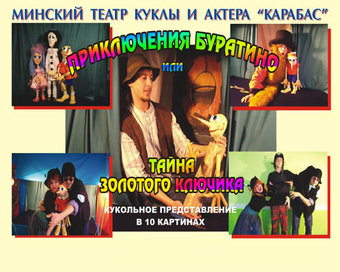 МИНСКИЙ ТЕАТР КУКЛЫ И АКТЕРА "КАРАБАС"
ПРИКЛЮЧЕНИЯ БУРАТИНО
ИЛИ
ТАЙНА
ЗОЛОТОГО КЛЮЧИКА
КУКОЛЬНОЕ ПРЕДСТАВЛЕНИЕ
В 10 КАРТИНАХ